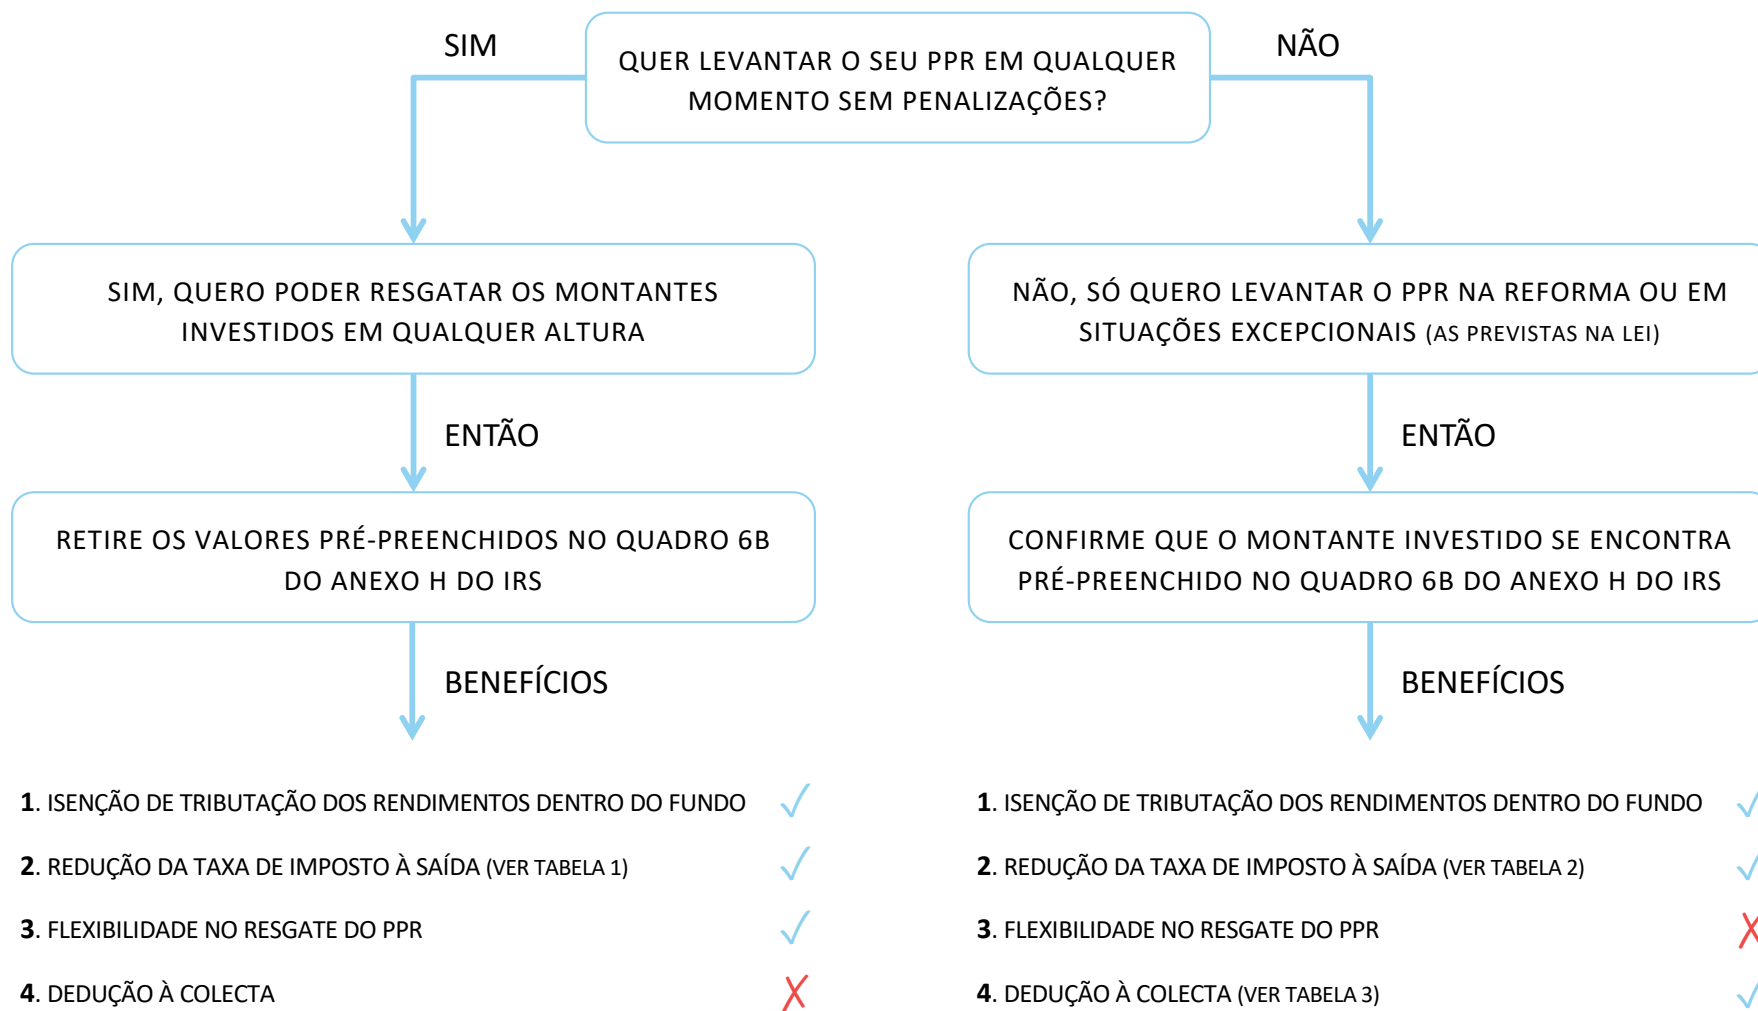 SIM
QUER LEVANTAR O SEU PPR EM QUALQUER
MOMENTO SEM PENALIZAÇÕES?
NÃO
SIM, QUERO PODER RESGATAR OS MONTANTES
INVESTIDOS EM QUALQUER ALTURA
NÃO, SÓ QUERO LEVANTAR O PPR NA REFORMA OU EM
SITUAÇÕES EXCEPCIONAIS (AS PREVISTAS NA LEI)
ENTÃO
ENTÃO
RETIRE OS VALORES PRÉ-PREENCHIDOS NO QUADRO 6B
DO ANEXO H DO IRS
CONFIRME QUE O MONTANTE INVESTIDO SE ENCONTRA
PRÉ-PREENCHIDO NO QUADRO 6B DO ANEXO H DO IRS
BENEFÍCIOS
BENEFÍCIOS
1. ISENÇÃO DE TRIBUTAÇÃO DOS RENDIMENTOS DENTRO DO FUNDO
2. REDUÇÃO DA TAXA DE IMPOSTO À SAÍDA (VER TABELA 1)
3. FLEXIBILIDADE NO RESGATE DO PPR
4. DEDUÇÃO À COLECTA
1. ISENÇÃO DE TRIBUTAÇÃO DOS RENDIMENTOS DENTRO DO FUNDO
2. REDUÇÃO DA TAXA DE IMPOSTO À SAÍDA (VER TABELA 2)
3. FLEXIBILIDADE NO RESGATE DO PPR
4. DEDUÇÃO À COLECTA (VER TABELA 3)